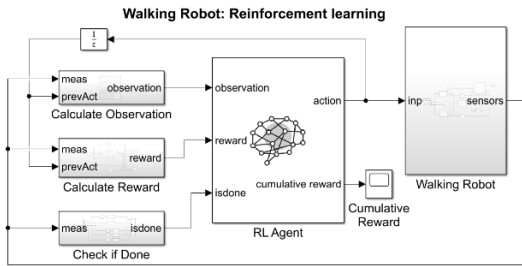 Walking Robot: Reinforcement learning
1
z
meas
prevAct
observation
Calculate Observation
meas
prevAct
reward
Calculate Reward
meas
isdone
Check if Done
observation
reward
isdone
action
cumulative reward
RL Agent
Cumulative
Reward
inp
sensors
Walking Robot